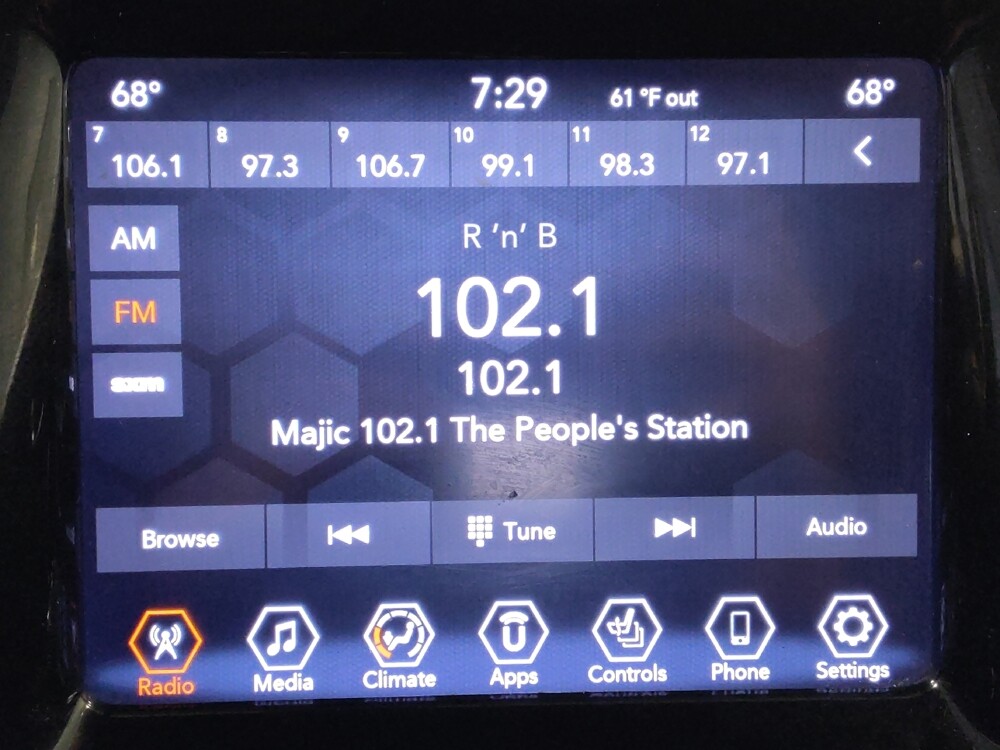 68° 7:29 61 °F out 68°
7 8 9 10 11 12
106.1 97.3 106.7 99.1 98.3 97.1
AM
FM
sxm
R 'n' B
102.1
102.1
Majic 102.1 The People's Station
Browse Tune Audio
Radio Media Climate Apps Controls Phone Settings